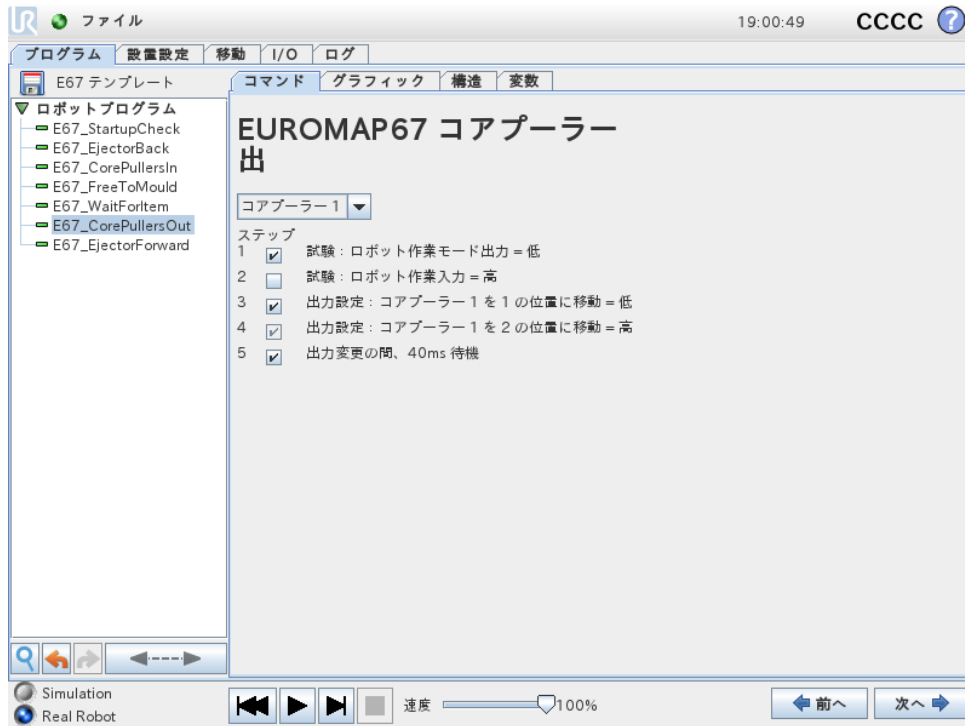 UR ファイル 19:00:49 CCCC ?
プログラム 設置設定 移動 I/O ログ
E67 テンプレート
コマンド グラフィック 構造 変数
ロボットプログラム
E67_StartupCheck
E67_EjectorBack
E67_CorePullersIn
E67_FreeToMould
E67_WaitForItem
E67_CorePullersOut
E67_EjectorForward
EUROMAP67 コアプーラー
出
コアプーラー 1
ステップ
1 試験：ロボット作業モード出力 = 低
2 試験：ロボット作業入力 = 高
3 出力設定：コアプーラー 1 を 1 の位置に移動 = 低
4 出力設定：コアプーラー 1 を 2 の位置に移動 = 高
5 出力変更の間、40ms 待機
Simulation
Real Robot
速度 100%
前へ 次へ